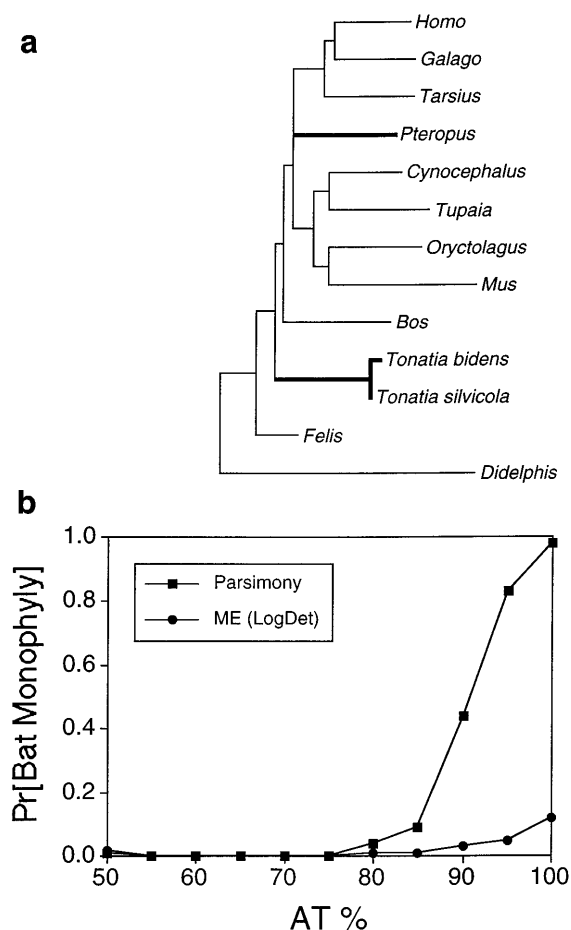 a
Homo
Galago
Tarsius
Pteropus
Cynocephalus
Tupaia
Oryctolagus
Mus
Bos
Tonatia bidens
Tonatia silvicola
Felis
Didelphis
b
1.0
Parsimony
0.8
ME (LogDet)
0.6
0.4
0.2
0.0
Pr[Bat Monophyly]
50 60 70 80 90 100
AT %